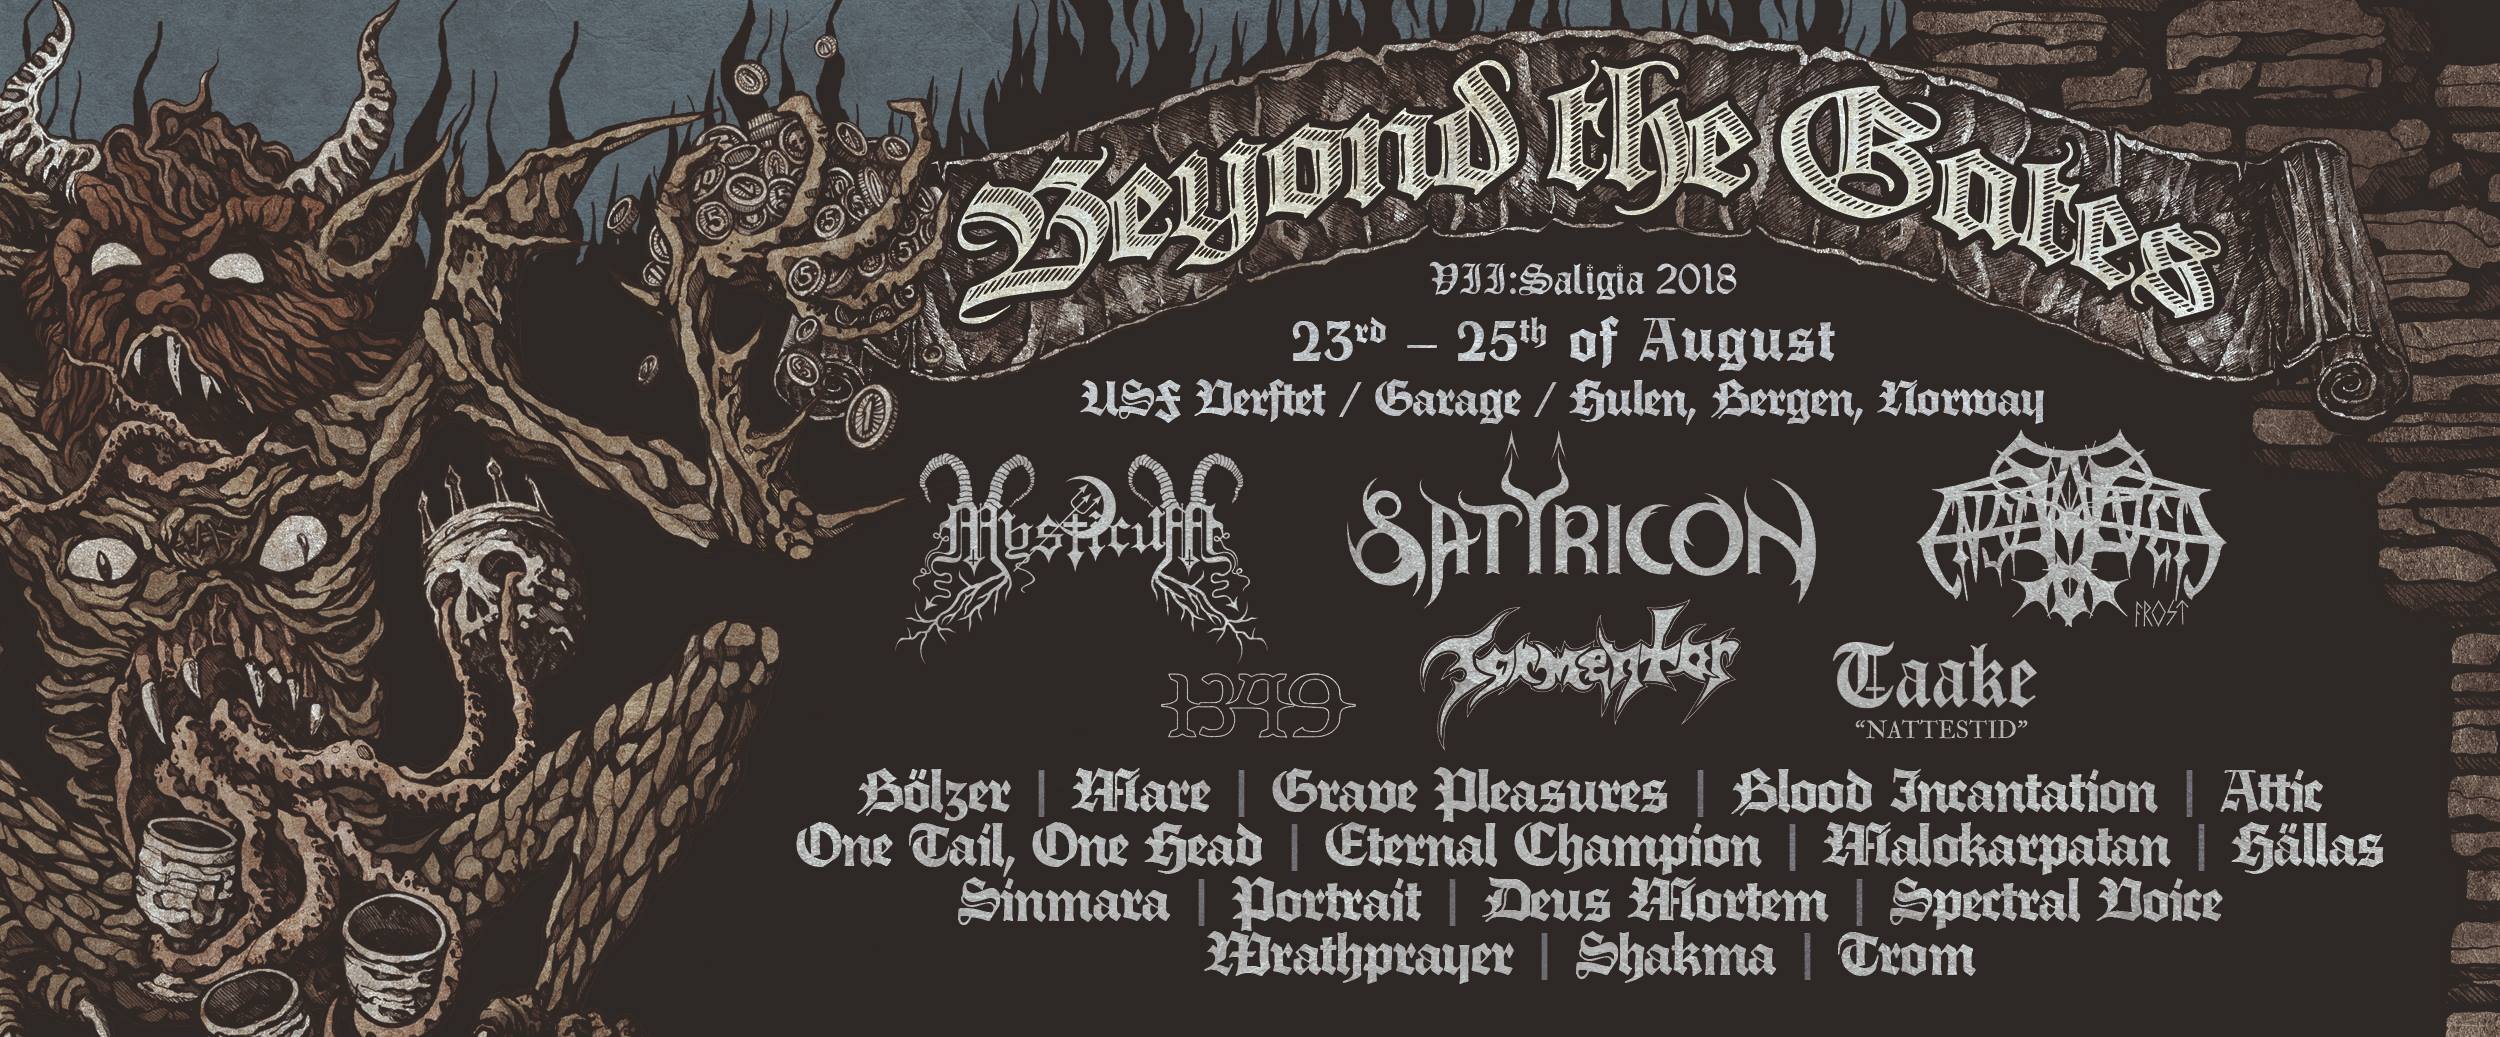 Beyond the Gates
VII:Saligia 2018
23rd – 25th of August
USF Verftet / Garage / Hulen, Bergen, Norway
Mysticum
SATYRICON
ENSLAVED
FROST
1349
Tormentor
Taake
“NATTESTID”
Bölzer | Mare | Grave Pleasures | Blood Incantation | Attic
One Tail, One Head | Eternal Champion | Malokarpatan | Hällas
Sinmara | Portrait | Deus Mortem | Spectral Voice
Wrathprayer | Shakma | Trom